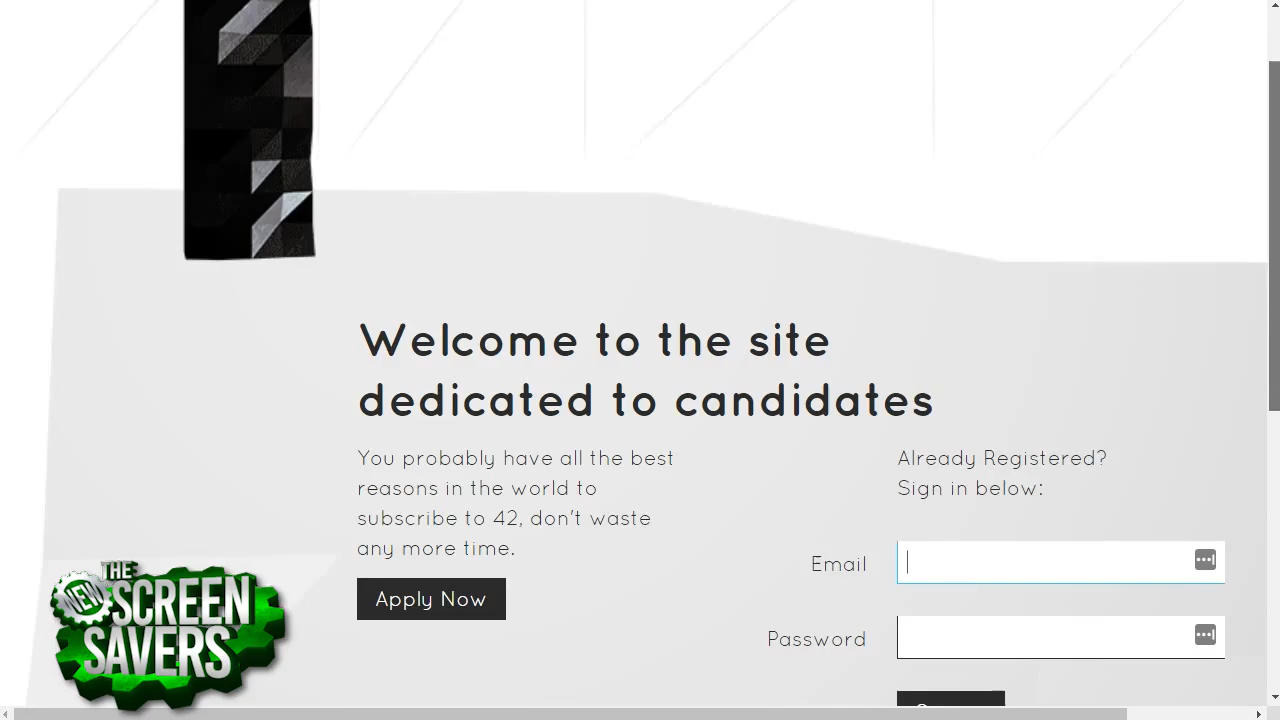 Welcome to the site
dedicated to candidates
You probably have all the best
reasons in the world to
subscribe to 42, don't waste
any more time.
Apply Now
Already Registered?
Sign in below:
Email
Password
THE
NEW
SCREEN
SAVERS